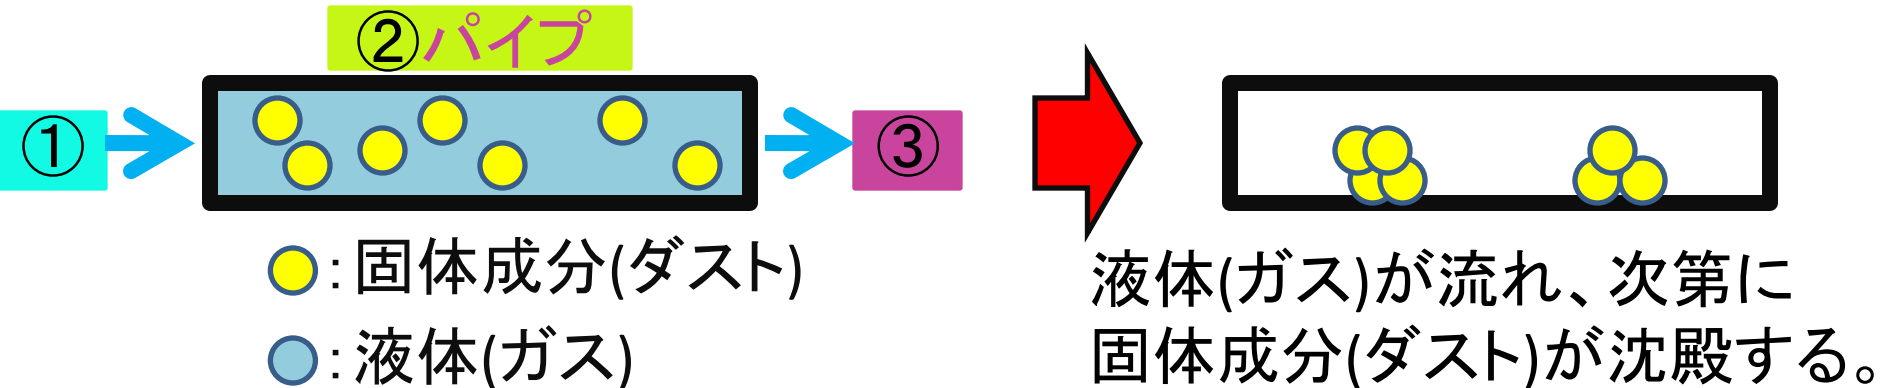 ②パイプ
①
③
:固体成分(ダスト)
:液体(ガス)
液体(ガス)が流れ、次第に
固体成分(ダスト)が沈殿する。